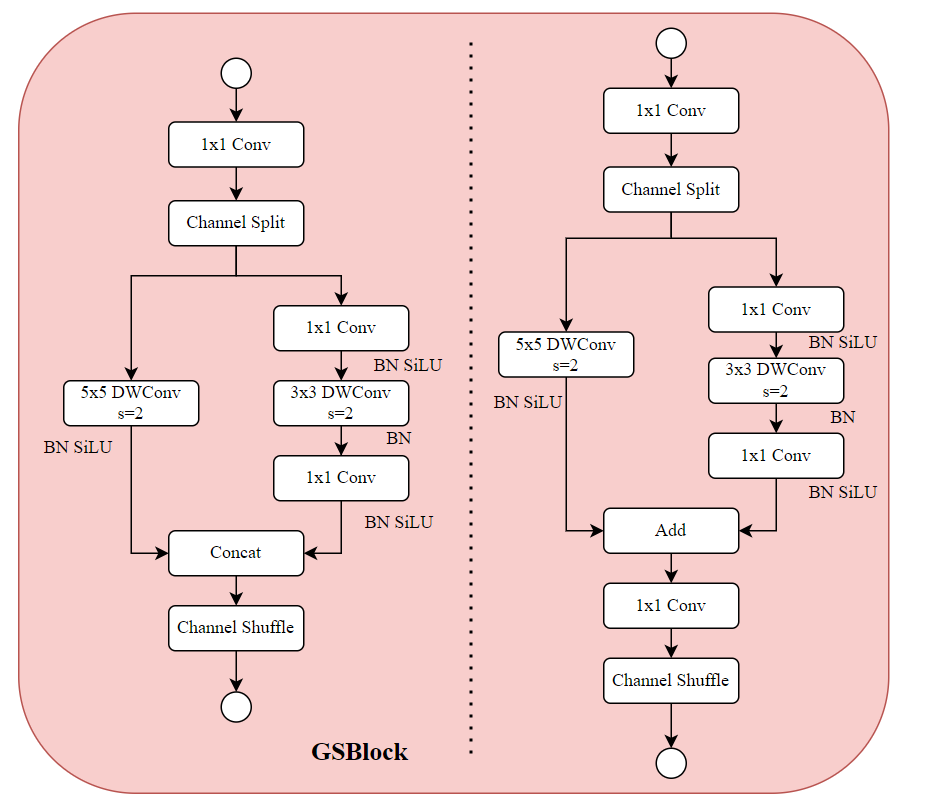 1x1 Conv
Channel Split
1x1 Conv
BN SiLU
5x5 DWConv
s=2
BN SiLU
3x3 DWConv
s=2
BN
1x1 Conv
BN SiLU
Concat
Channel Shuffle
GSBlock
1x1 Conv
Channel Split
1x1 Conv
BN SiLU
5x5 DWConv
s=2
BN SiLU
3x3 DWConv
s=2
BN
1x1 Conv
BN SiLU
Add
1x1 Conv
Channel Shuffle